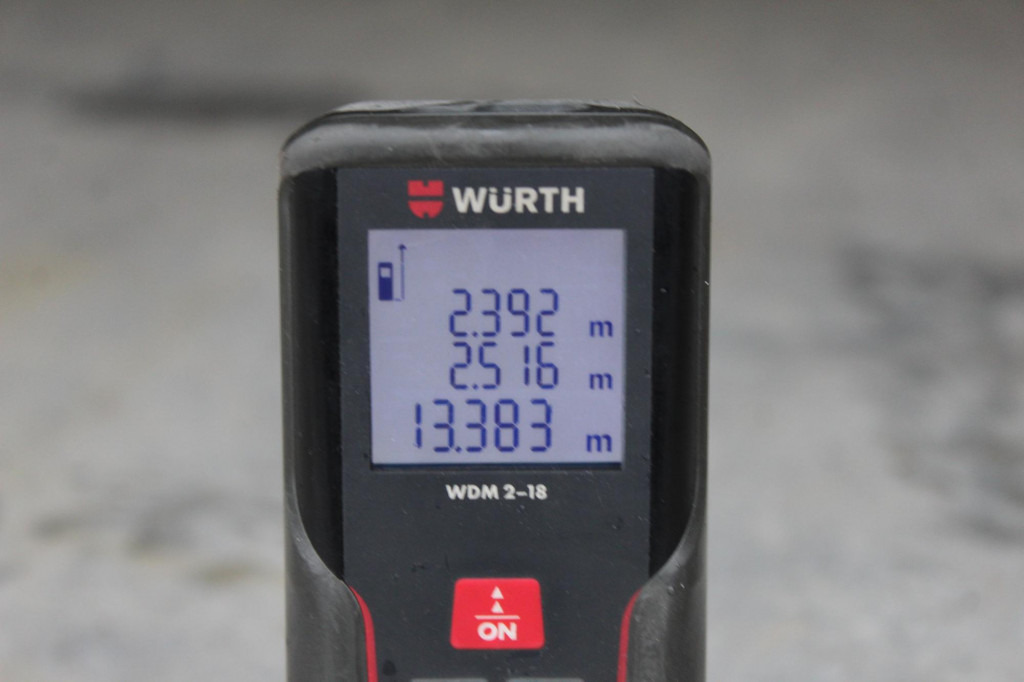 WÜRTH
2.392 m
2.516 m
13.383 m
WDM 2-18
ON